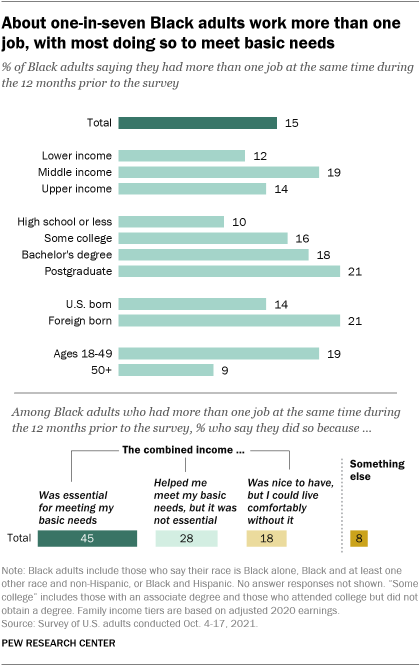 About one-in-seven Black adults work more than one
job, with most doing so to meet basic needs
% of Black adults saying they had more than one job at the same time during
the 12 months prior to the survey
Total 15
Lower income 12
Middle income 19
Upper income 14
High school or less 10
Some college 16
Bachelor's degree 18
Postgraduate 21
U.S. born 14
Foreign born 21
Ages 18-49 19
50+ 9
Among Black adults who had more than one job at the same time during
the 12 months prior to the survey, % who say they did so because ...
The combined income ...
Was essential
for meeting my
basic needs
Helped me
meet my basic
needs, but it was
not essential
Was nice to have,
but I could live
comfortably
without it
Something
else
Total 45 28 18 8
Note: Black adults include those who say their race is Black alone, Black and at least one
other race and non-Hispanic, or Black and Hispanic. No answer responses not shown. “Some
college” includes those with an associate degree and those who attended college but did not
obtain a degree. Family income tiers are based on adjusted 2020 earnings.
Source: Survey of U.S. adults conducted Oct. 4-17, 2021.
PEW RESEARCH CENTER